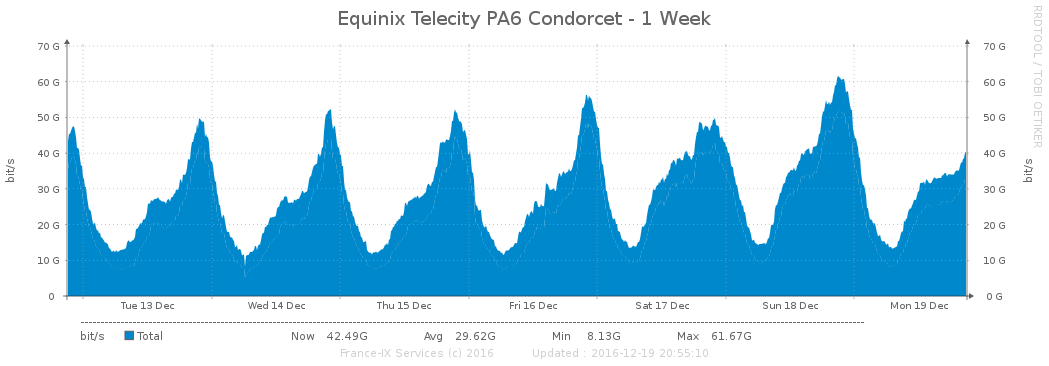 Equinix Telecity PA6 Condorcet - 1 Week
RRDTOOL / TOBI OETIKER
bit/s
70 G 70 G
60 G 60 G
50 G 50 G
40 G 40 G
30 G 30 G
20 G 20 G
10 G 10 G
0 0 G
bit/s
Tue 13 Dec Wed 14 Dec Thu 15 Dec Fri 16 Dec Sat 17 Dec Sun 18 Dec Mon 19 Dec
bit/s Total Now 42.49G Avg 29.62G Min 8.13G Max 61.67G
France-IX Services (c) 2016 Updated : 2016-12-19 20:55:10